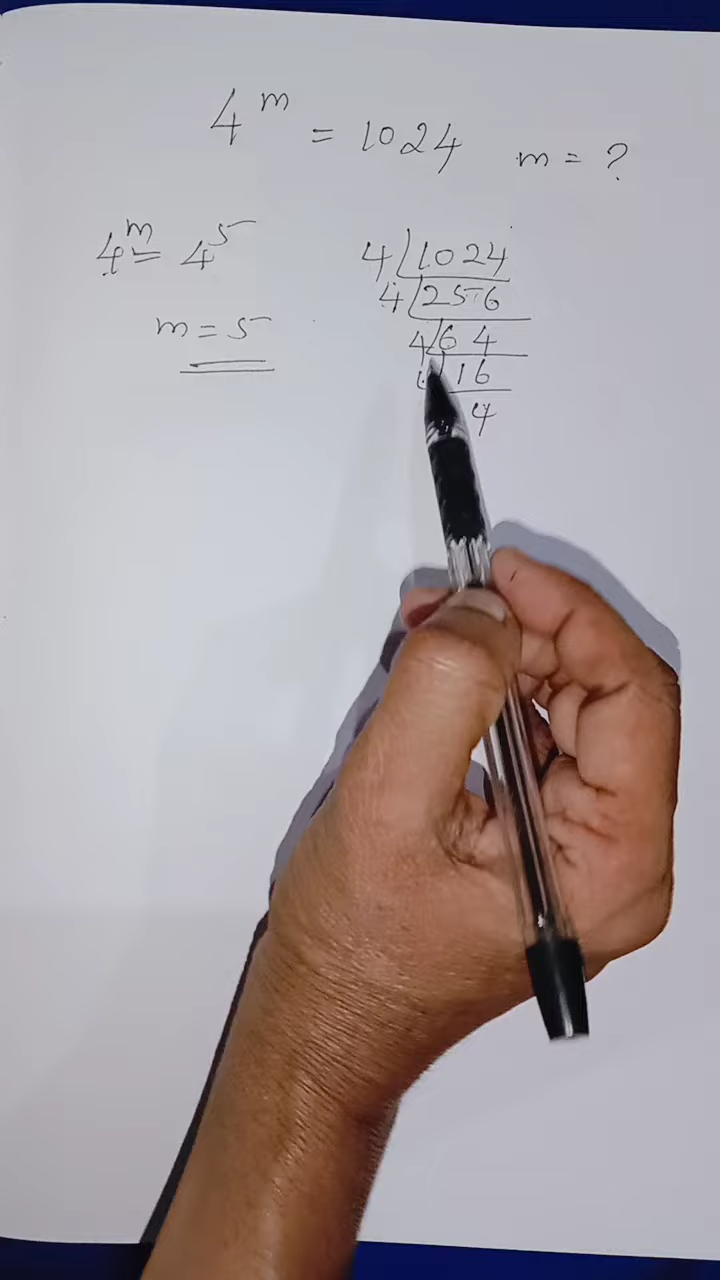 4^m = 1024 m = ?
4^m = 4^5
m = 5
4 | 1024
4 | 256
4 | 64
| 16
4